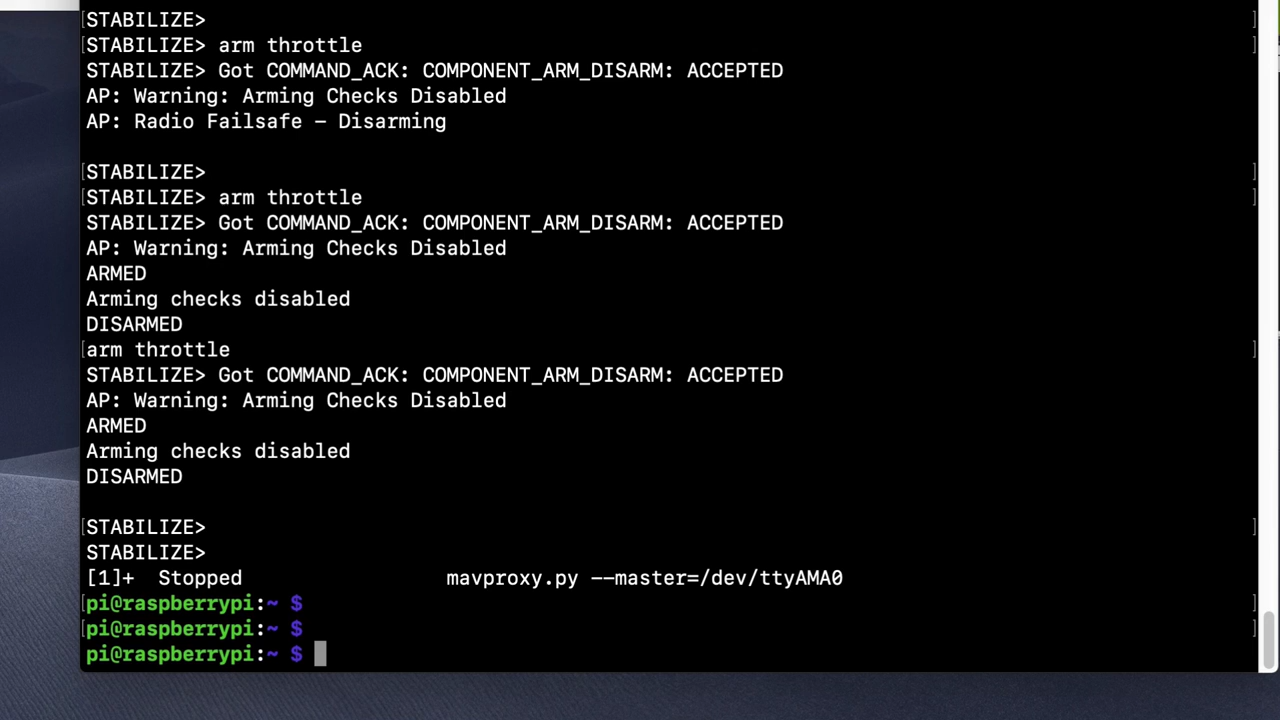 [STABILIZE> ]
[STABILIZE> arm throttle ]
STABILIZE> Got COMMAND_ACK: COMPONENT_ARM_DISARM: ACCEPTED
AP: Warning: Arming Checks Disabled
AP: Radio Failsafe – Disarming
[STABILIZE> ]
[STABILIZE> arm throttle ]
STABILIZE> Got COMMAND_ACK: COMPONENT_ARM_DISARM: ACCEPTED
AP: Warning: Arming Checks Disabled
ARMED
Arming checks disabled
DISARMED
[arm throttle ]
STABILIZE> Got COMMAND_ACK: COMPONENT_ARM_DISARM: ACCEPTED
AP: Warning: Arming Checks Disabled
ARMED
Arming checks disabled
DISARMED
[STABILIZE> ]
STABILIZE>
[1]+  Stopped                 mavproxy.py --master=/dev/ttyAMA0
[pi@raspberrypi:~ $ ]
[pi@raspberrypi:~ $ ]
pi@raspberrypi:~ $